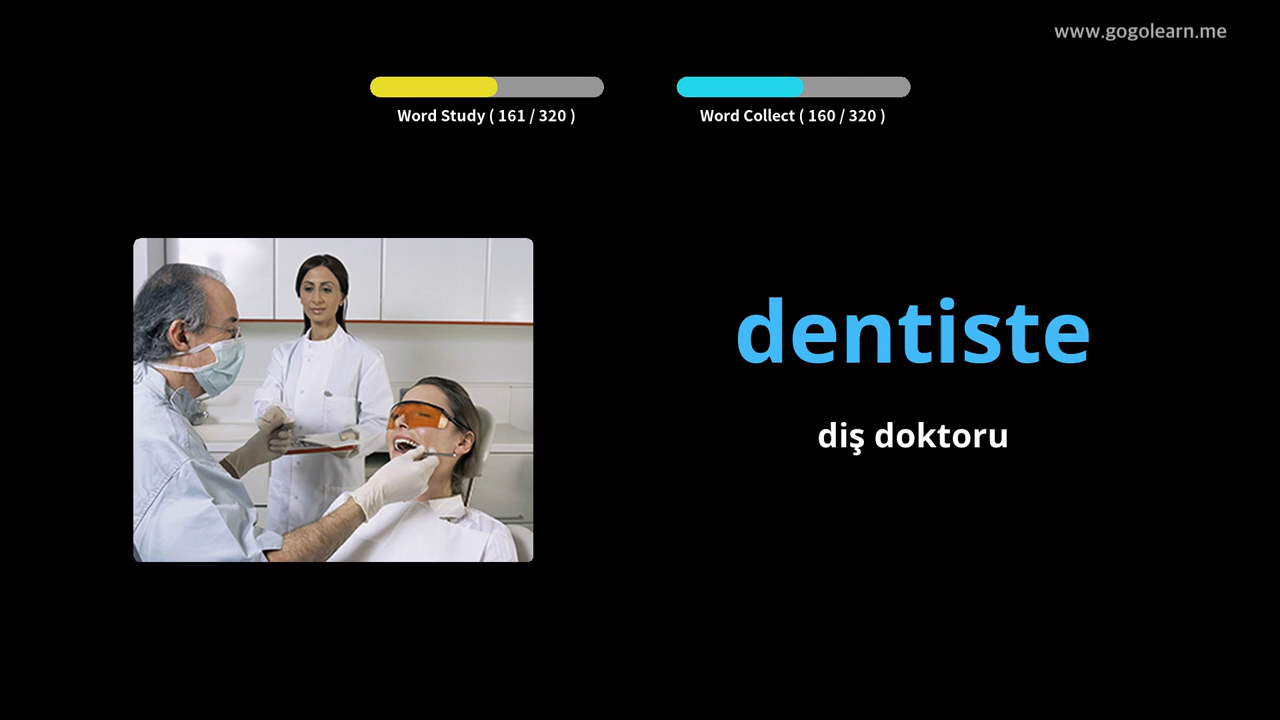 www.gogolearn.me
Word Study ( 161 / 320 )
Word Collect ( 160 / 320 )
dentiste
diş doktoru